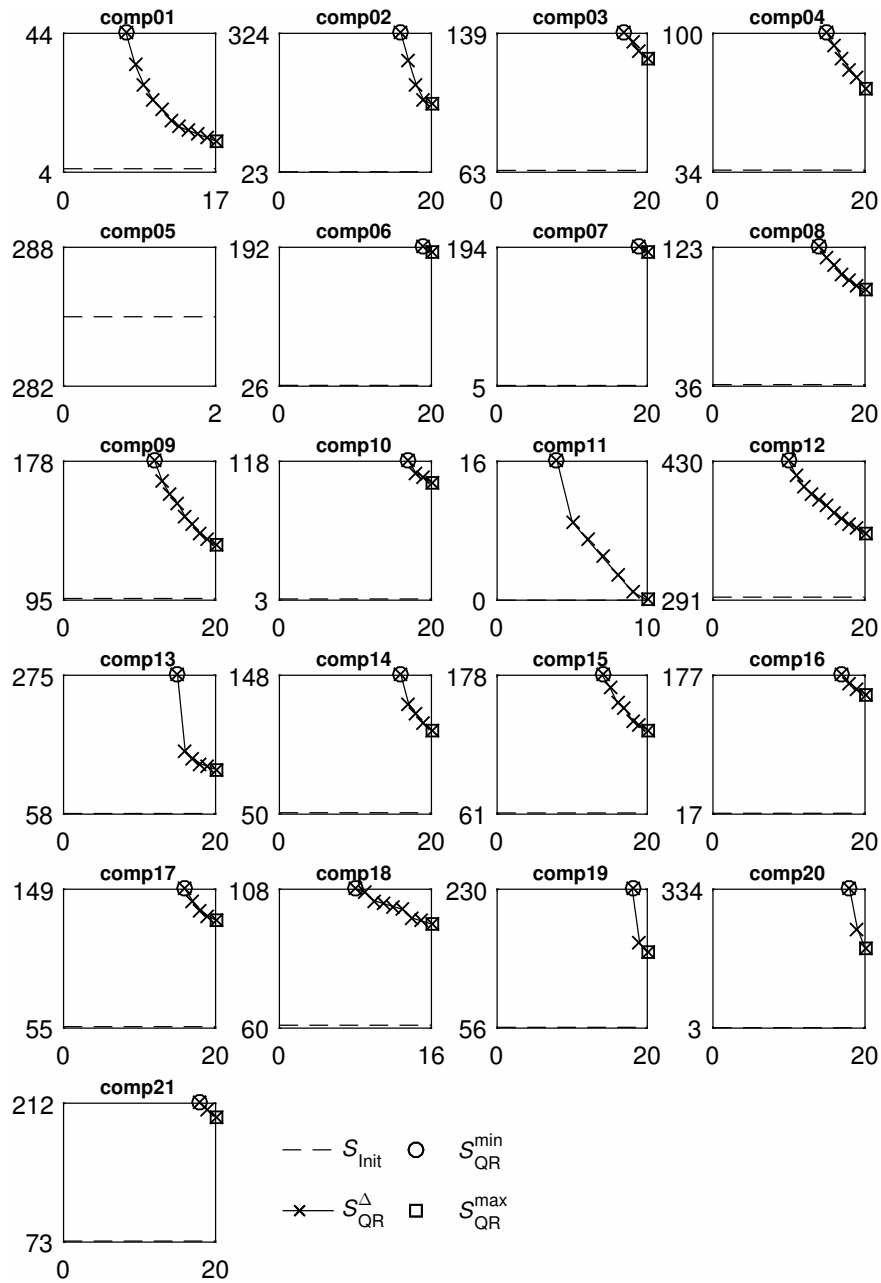 comp01 comp02 comp03 comp04
44 324 139 100
4 23 63 34
0 17 0 20 0 20 0 20
comp05 comp06 comp07 comp08
288 192 194 123
282 26 5 36
0 2 0 20 0 20 0 20
comp09 comp10 comp11 comp12
178 118 16 430
95 3 0 291
0 20 0 20 0 10 0 20
comp13 comp14 comp15 comp16
275 148 178 177
58 50 61 17
0 20 0 20 0 20 0 20
comp17 comp18 comp19 comp20
149 108 230 334
55 60 56 3
0 20 0 16 0 20 0 20
comp21
212
73
0 20
S_Init S_QR^min
S_QR^Δ S_QR^max